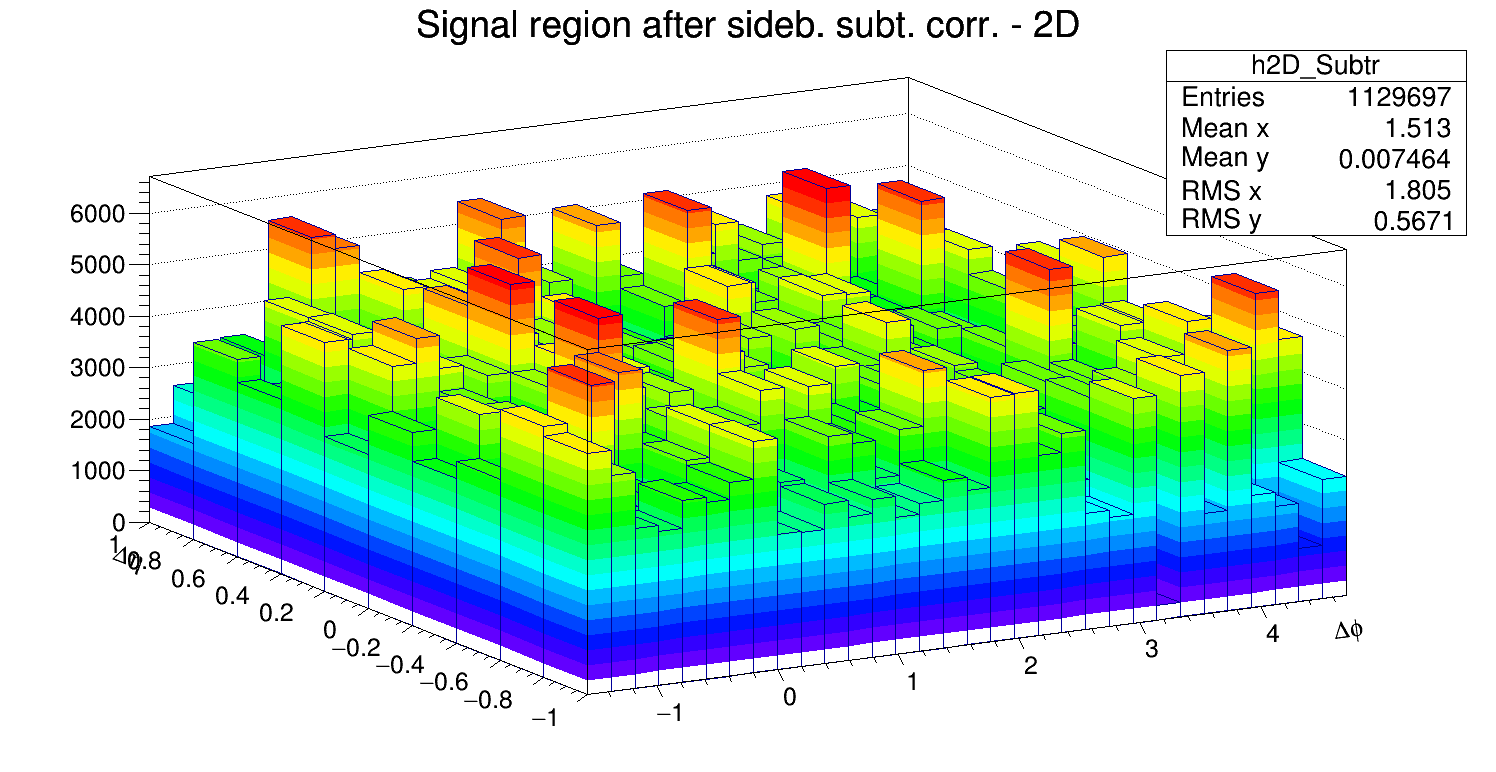 Signal region after sideb. subt. corr. - 2D
h2D_Subtr
Entries 1129697
Mean x 1.513
Mean y 0.007464
RMS x 1.805
RMS y 0.5671
6000
5000
4000
3000
2000
1000
0
1
Δη
0.8
0.6
0.4
0.2
0
−0.2
−0.4
−0.6
−0.8
−1
−1
0
1
2
3
4
Δϕ